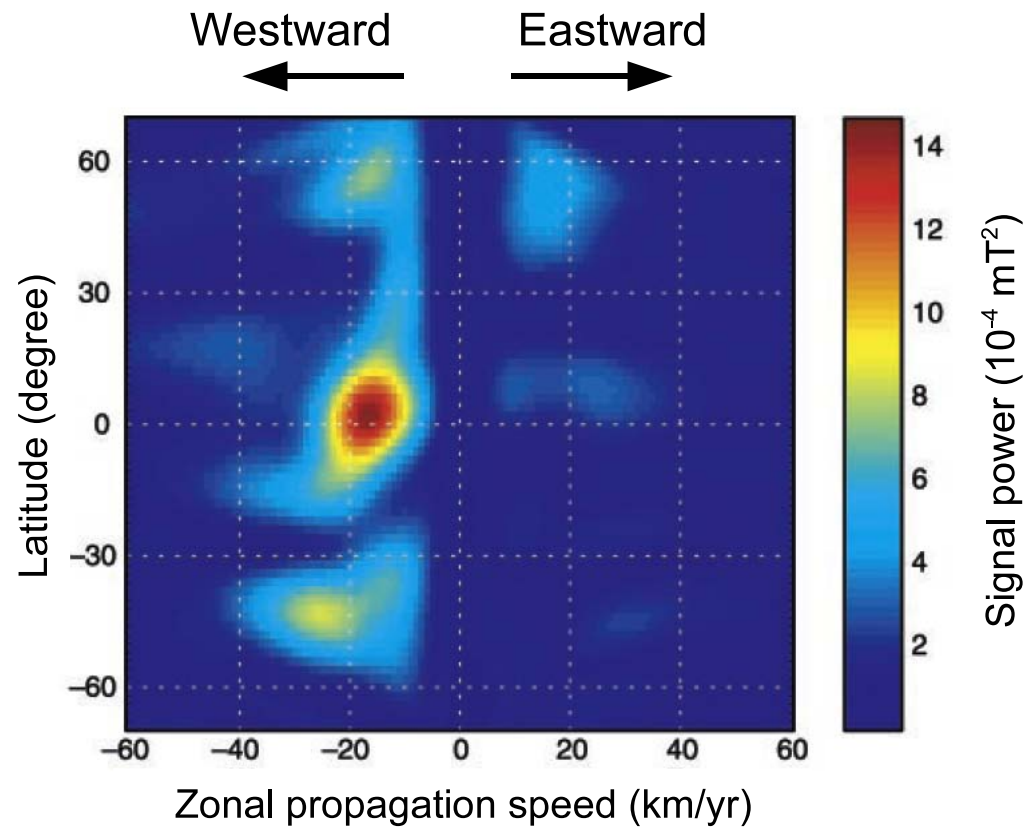 Westward Eastward
60
30
0
−30
−60
−60 −40 −20 0 20 40 60
Latitude (degree)
Zonal propagation speed (km/yr)
14
12
10
8
6
4
2
Signal power (10⁻⁴ mT²)